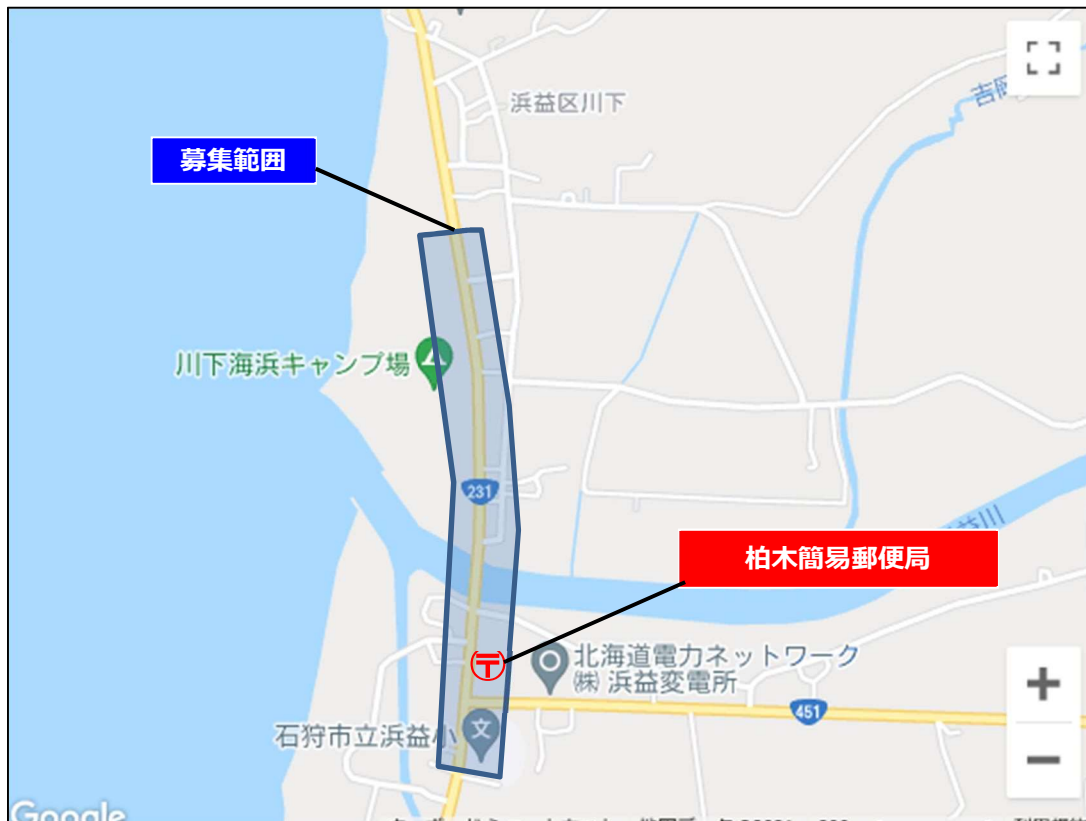 浜益区川下
募集範囲
川下海浜キャンプ場
231
柏木簡易郵便局
〒
北海道電力ネットワーク
㈱ 浜益変電所
451
石狩市立浜益小
文
Google